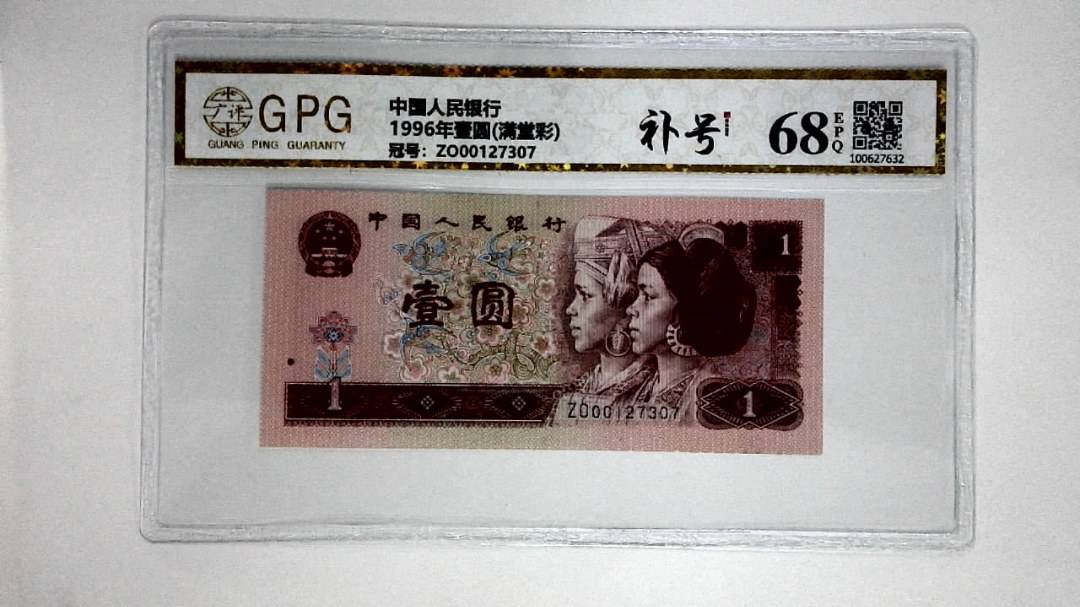 广评
GPG
GUANG PING GUARANTY
中国人民银行
1996年壹圆(满堂彩)
冠号: ZO00127307
补号
68
EPQ
100627632
中国人民银行
1
壹圆
1
ZO00127307
1